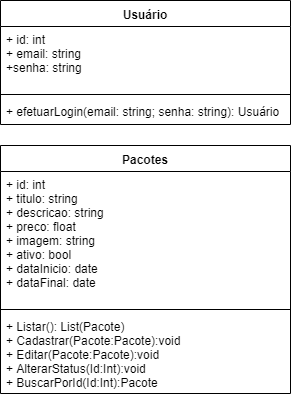 Usuário
+ id: int
+ email: string
+senha: string
+ efetuarLogin(email: string; senha: string): Usuário
Pacotes
+ id: int
+ titulo: string
+ descricao: string
+ preco: float
+ imagem: string
+ ativo: bool
+ dataInicio: date
+ dataFinal: date
+ Listar(): List(Pacote)
+ Cadastrar(Pacote:Pacote):void
+ Editar(Pacote:Pacote):void
+ AlterarStatus(Id:Int):void
+ BuscarPorId(Id:Int):Pacote